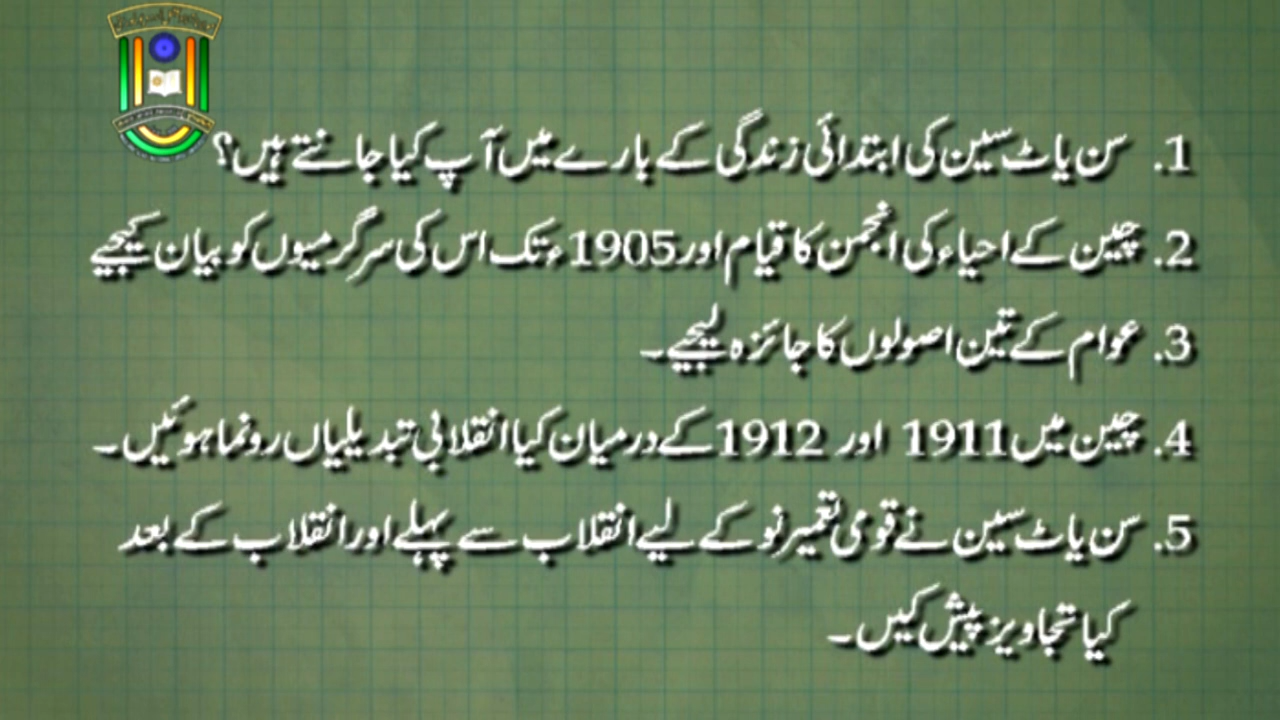 1. سن یاٹ سین کی ابتدائی زندگی کے بارے میں آپ کیا جانتے ہیں؟
2. چین کے احیاء کی انجمن کا قیام اور 1905ء تک اس کی سرگرمیوں کو بیان کیجیے
3. عوام کے تین اصولوں کا جائزہ لیجیے۔
4. چین میں 1911 اور 1912 کے درمیان کیا انقلابی تبدیلیاں رونما ہوئیں۔
5. سن یاٹ سین نے قومی تعمیر نو کے لیے انقلاب سے پہلے اور انقلاب کے بعد
کیا تجاویز پیش کیں۔